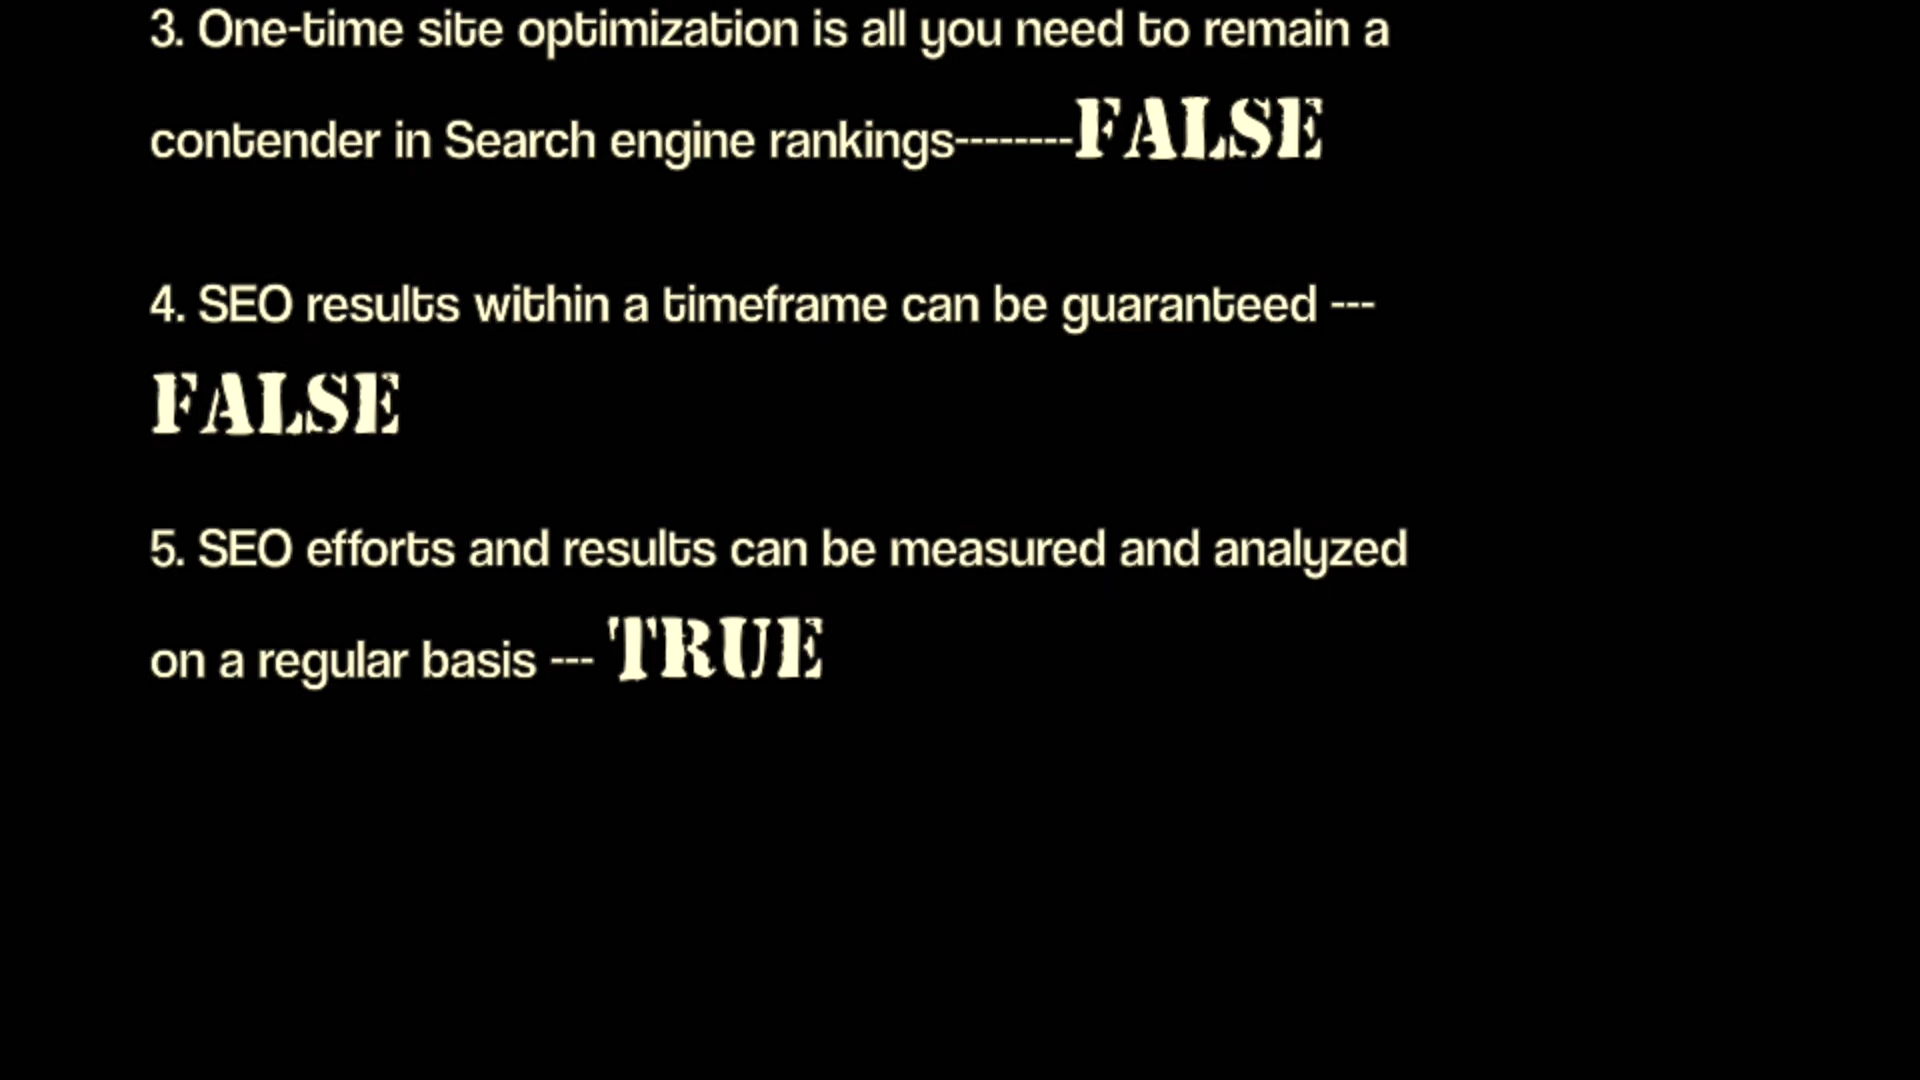 3. One-time site optimization is all you need to remain a
contender in Search engine rankings--------FALSE
4. SEO results within a timeframe can be guaranteed ---
FALSE
5. SEO efforts and results can be measured and analyzed
on a regular basis --- TRUE